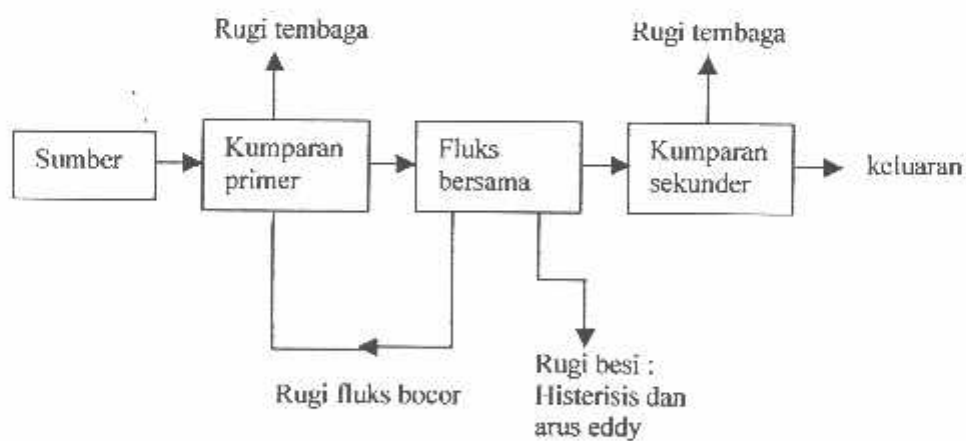 Rugi tembaga
Rugi tembaga
Sumber
Kumparan
primer
Fluks
bersama
Kumparan
sekunder
keluaran
Rugi fluks bocor
Rugi besi :
Histerisis dan
arus eddy